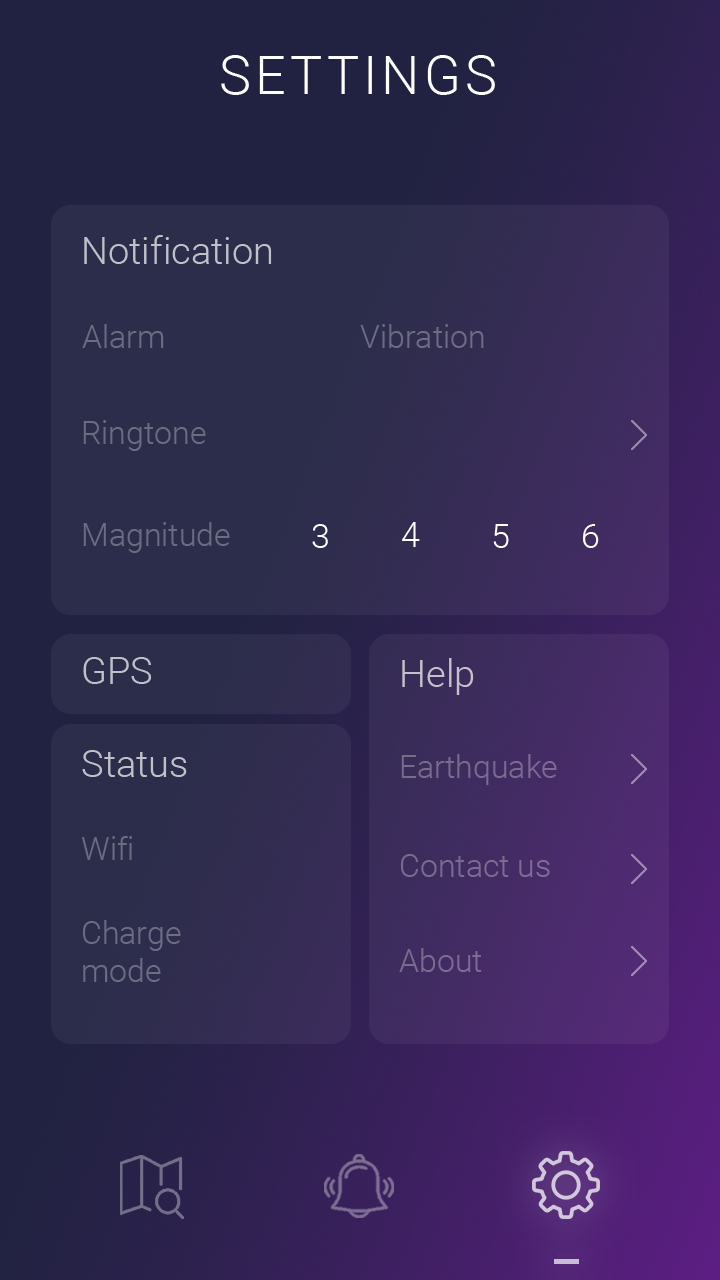 SETTINGS
Notification
Alarm Vibration
Ringtone
Magnitude 3 4 5 6
GPS
Status
Wifi
Charge
mode
Help
Earthquake
Contact us
About